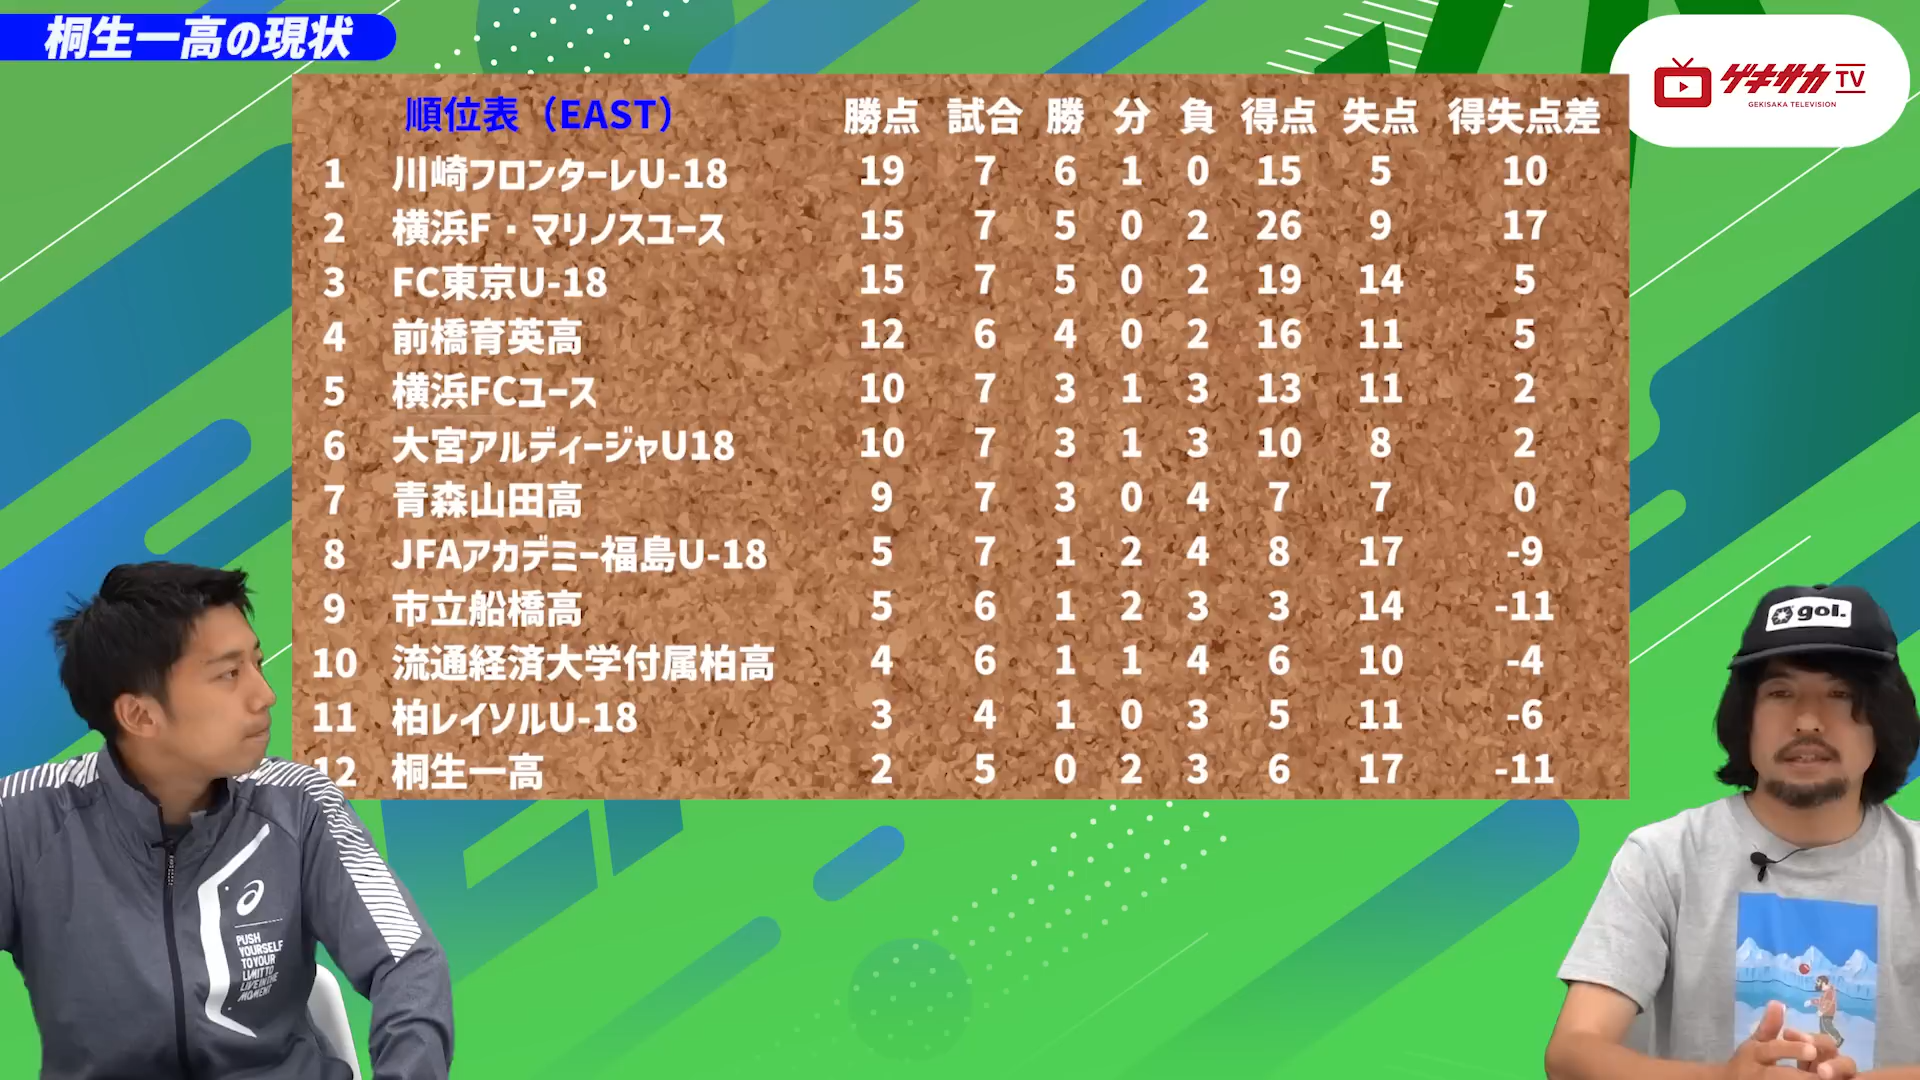 桐生一高の現状
ゲキサカTV
GEKISAKA TELEVISION
順位表（EAST） 勝点 試合 勝 分 負 得点 失点 得失点差
1 川崎フロンターレU-18 19 7 6 1 0 15 5 10
2 横浜F・マリノスユース 15 7 5 0 2 26 9 17
3 FC東京U-18 15 7 5 0 2 19 14 5
4 前橋育英高 12 6 4 0 2 16 11 5
5 横浜FCユース 10 7 3 1 3 13 11 2
6 大宮アルディージャU18 10 7 3 1 3 10 8 2
7 青森山田高 9 7 3 0 4 7 7 0
8 JFAアカデミー福島U-18 5 7 1 2 4 8 17 -9
9 市立船橋高 5 6 1 2 3 3 14 -11
10 流通経済大学付属柏高 4 6 1 1 4 6 10 -4
11 柏レイソルU-18 3 4 1 0 3 5 11 -6
12 桐生一高 2 5 0 2 3 6 17 -11
gol.
PUSH
YOURSELF
TO YOUR
LIMIT TO
LIVE IN THE
MOMENT